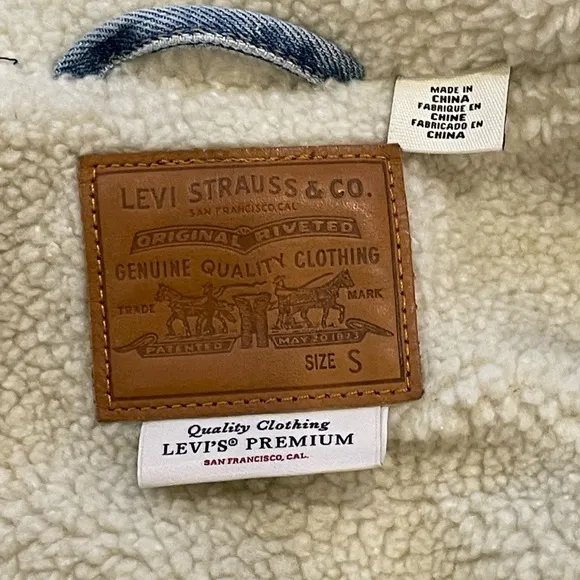 MADE IN
CHINA
FABRIQUE EN
CHINE
FABRICADO EN
CHINA
LEVI STRAUSS & CO.
SAN FRANCISCO, CAL.
ORIGINAL RIVETED
GENUINE QUALITY CLOTHING
TRADE MARK
PATENTED MAY 20 1873
SIZE S
Quality Clothing
LEVI'S® PREMIUM
SAN FRANCISCO, CAL.